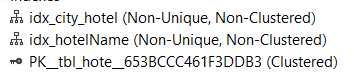 idx_city_hotel (Non-Unique, Non-Clustered)
idx_hotelName (Non-Unique, Non-Clustered)
PK__tbl_hote__653BCCC461F3DDB3 (Clustered)